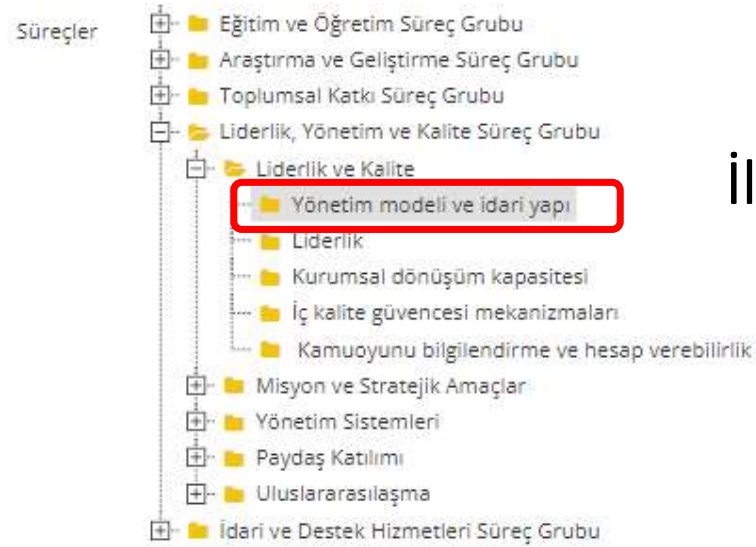 Süreçler
Eğitim ve Öğretim Süreç Grubu
Araştırma ve Geliştirme Süreç Grubu
Toplumsal Katkı Süreç Grubu
Liderlik, Yönetim ve Kalite Süreç Grubu
Liderlik ve Kalite
Yönetim modeli ve idari yapı
Liderlik
Kurumsal dönüşüm kapasitesi
İç kalite güvencesi mekanizmaları
Kamuoyunu bilgilendirme ve hesap verebilirlik
Misyon ve Stratejik Amaçlar
Yönetim Sistemleri
Paydaş Katılımı
Uluslararasılaşma
İdari ve Destek Hizmetleri Süreç Grubu